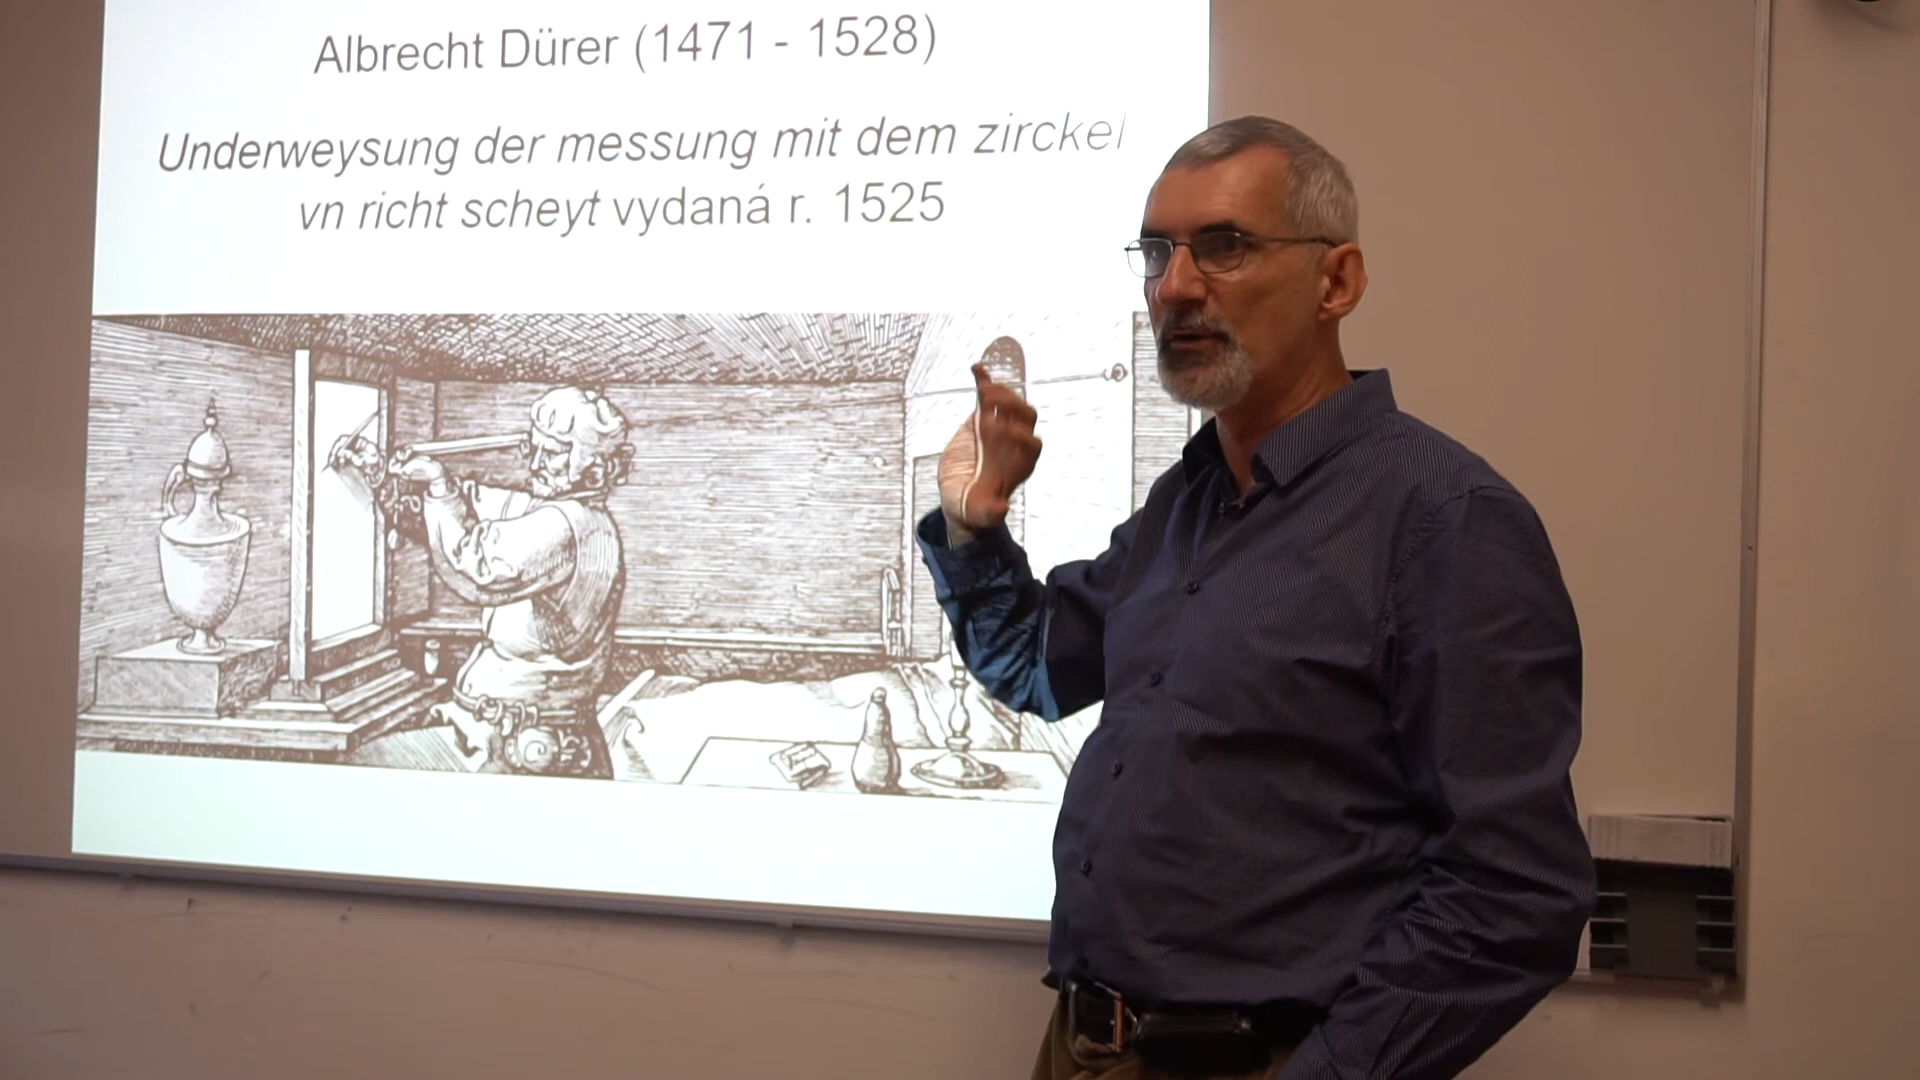 Albrecht Dürer (1471 - 1528)
Underweysung der messung mit dem zirckel
vn richt scheyt vydaná r. 1525